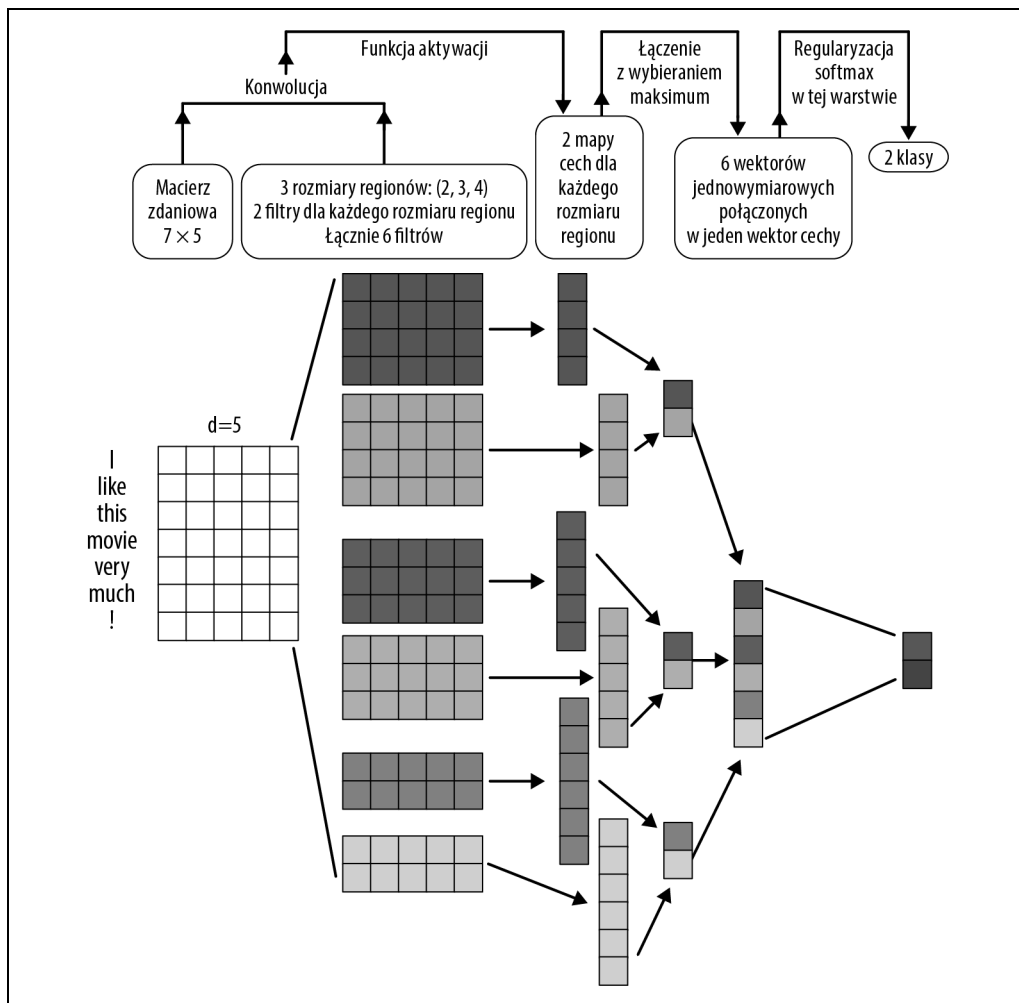 Funkcja aktywacji
Łączenie
z wybieraniem
maksimum
Regularyzacja
softmax
w tej warstwie
Konwolucja
Macierz
zdaniowa
7 × 5
3 rozmiary regionów: (2, 3, 4)
2 filtry dla każdego rozmiaru regionu
Łącznie 6 filtrów
2 mapy
cech dla
każdego
rozmiaru
regionu
6 wektorów
jednowymiarowych
połączonych
w jeden wektor cechy
2 klasy
d=5
I
like
this
movie
very
much
!